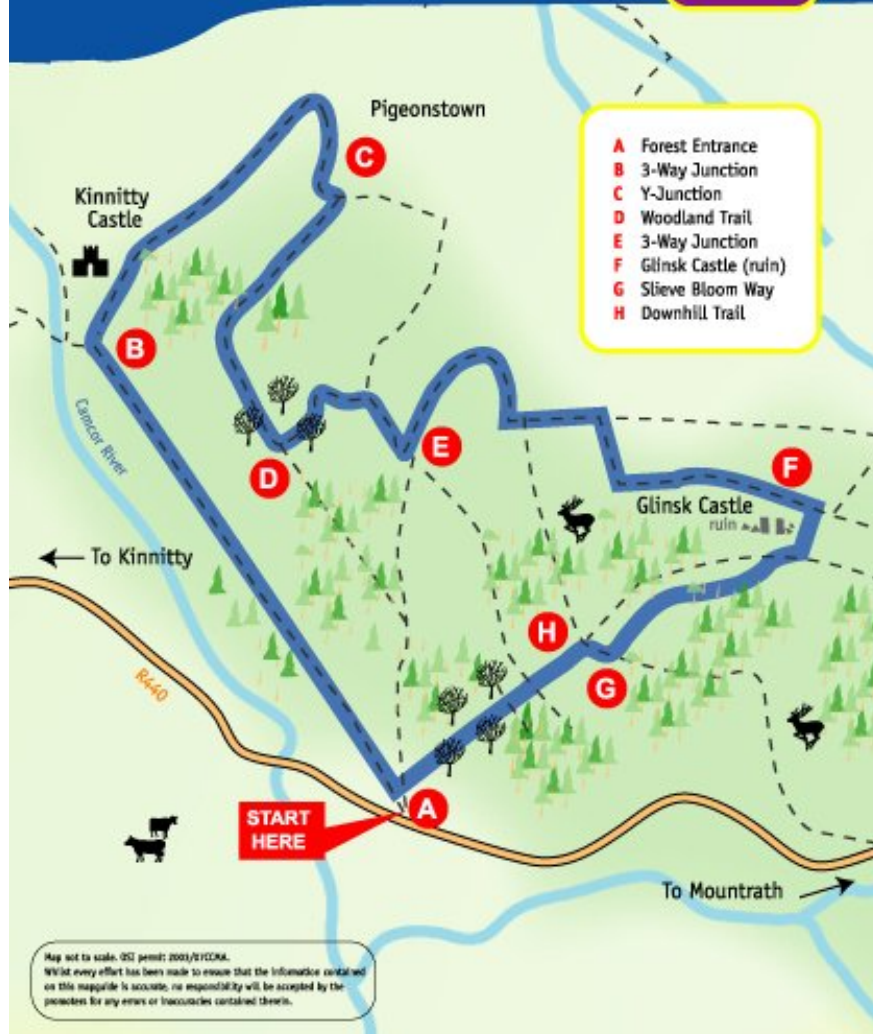 Pigeonstown
C
Kinnitty
Castle
B
Camcor River
D
E
F
Glinsk Castle
ruin
H
G
To Kinnitty
R440
A
START
HERE
To Mountrath
A Forest Entrance
B 3-Way Junction
C Y-Junction
D Woodland Trail
E 3-Way Junction
F Glinsk Castle (ruin)
G Slieve Bloom Way
H Downhill Trail
Map not to scale. OSI permit
Whilst every effort has been made to ensure that the information contained
on this mapguide is accurate, no responsibility will be accepted by the
promoters for any errors or inaccuracies contained therein.